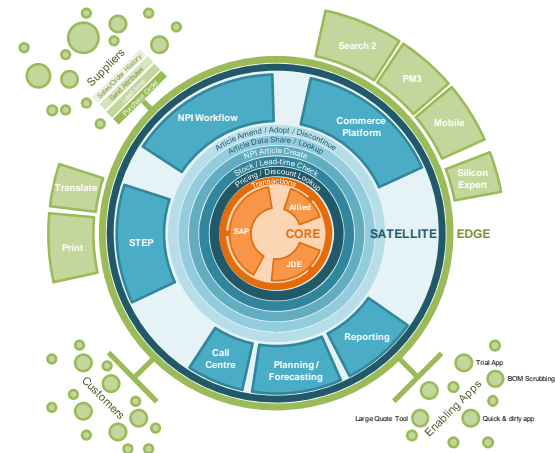 Suppliers
Sales/Order History
Send Attributes
Lead-time
Purchase Order
Search 2
PM3
Mobile
Silicon
Expert
NPI Workflow
Commerce
Platform
Article Amend / Adopt / Discontinue
Article Data Share / Lookup
NPI Article Create
Stock / Lead-time Check
Pricing / Discount Lookup
Transactions
Translate
Print
STEP
SAP
Allied
CORE
JDE
SATELLITE
EDGE
Call
Centre
Planning /
Forecasting
Reporting
Customers
Enabling Apps
Trial App
BOM Scrubbing
Large Quote Tool
Quick & dirty app